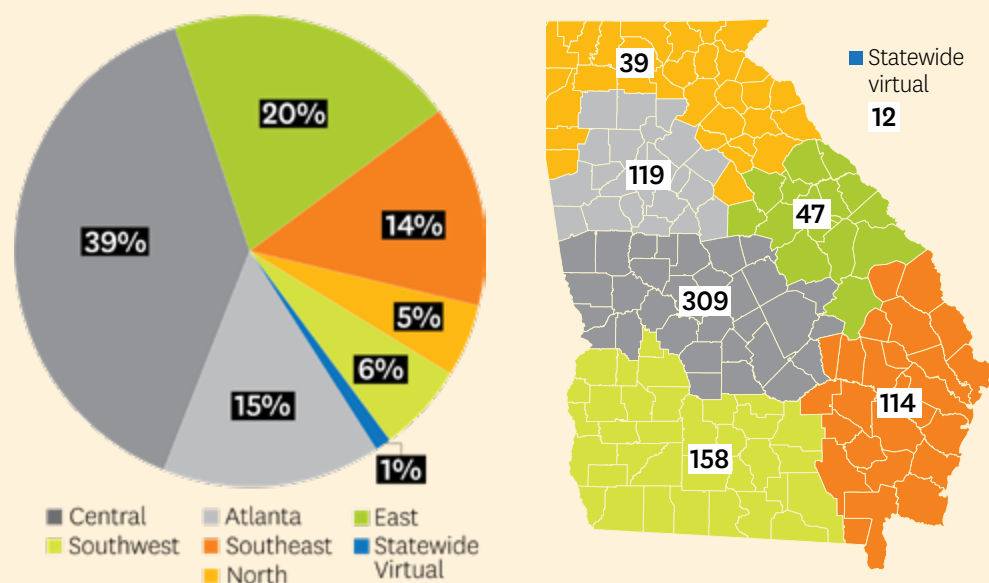 20%
39%
14%
5%
6%
15%
1%
Central
Atlanta
East
Southwest
Southeast
Statewide
Virtual
North
39
Statewide
virtual
12
119
47
309
114
158